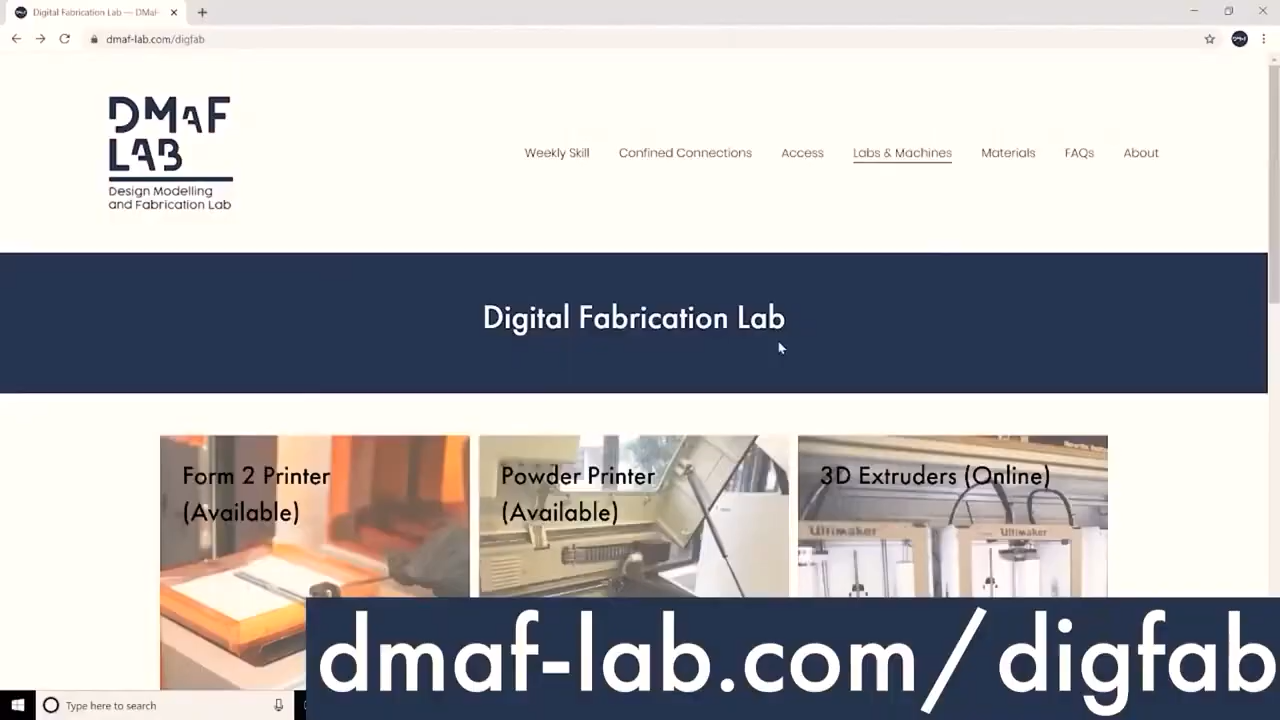 Digital Fabrication Lab — DMaF-
dmaf-lab.com/digfab
DMaF
LAB
Design Modelling
and Fabrication Lab
Weekly Skill
Confined Connections
Access
Labs & Machines
Materials
FAQs
About
Digital Fabrication Lab
Form 2 Printer
(Available)
Powder Printer
(Available)
3D Extruders (Online)
Ultimaker
Ultimaker
dmaf-lab.com/digfab
Type here to search